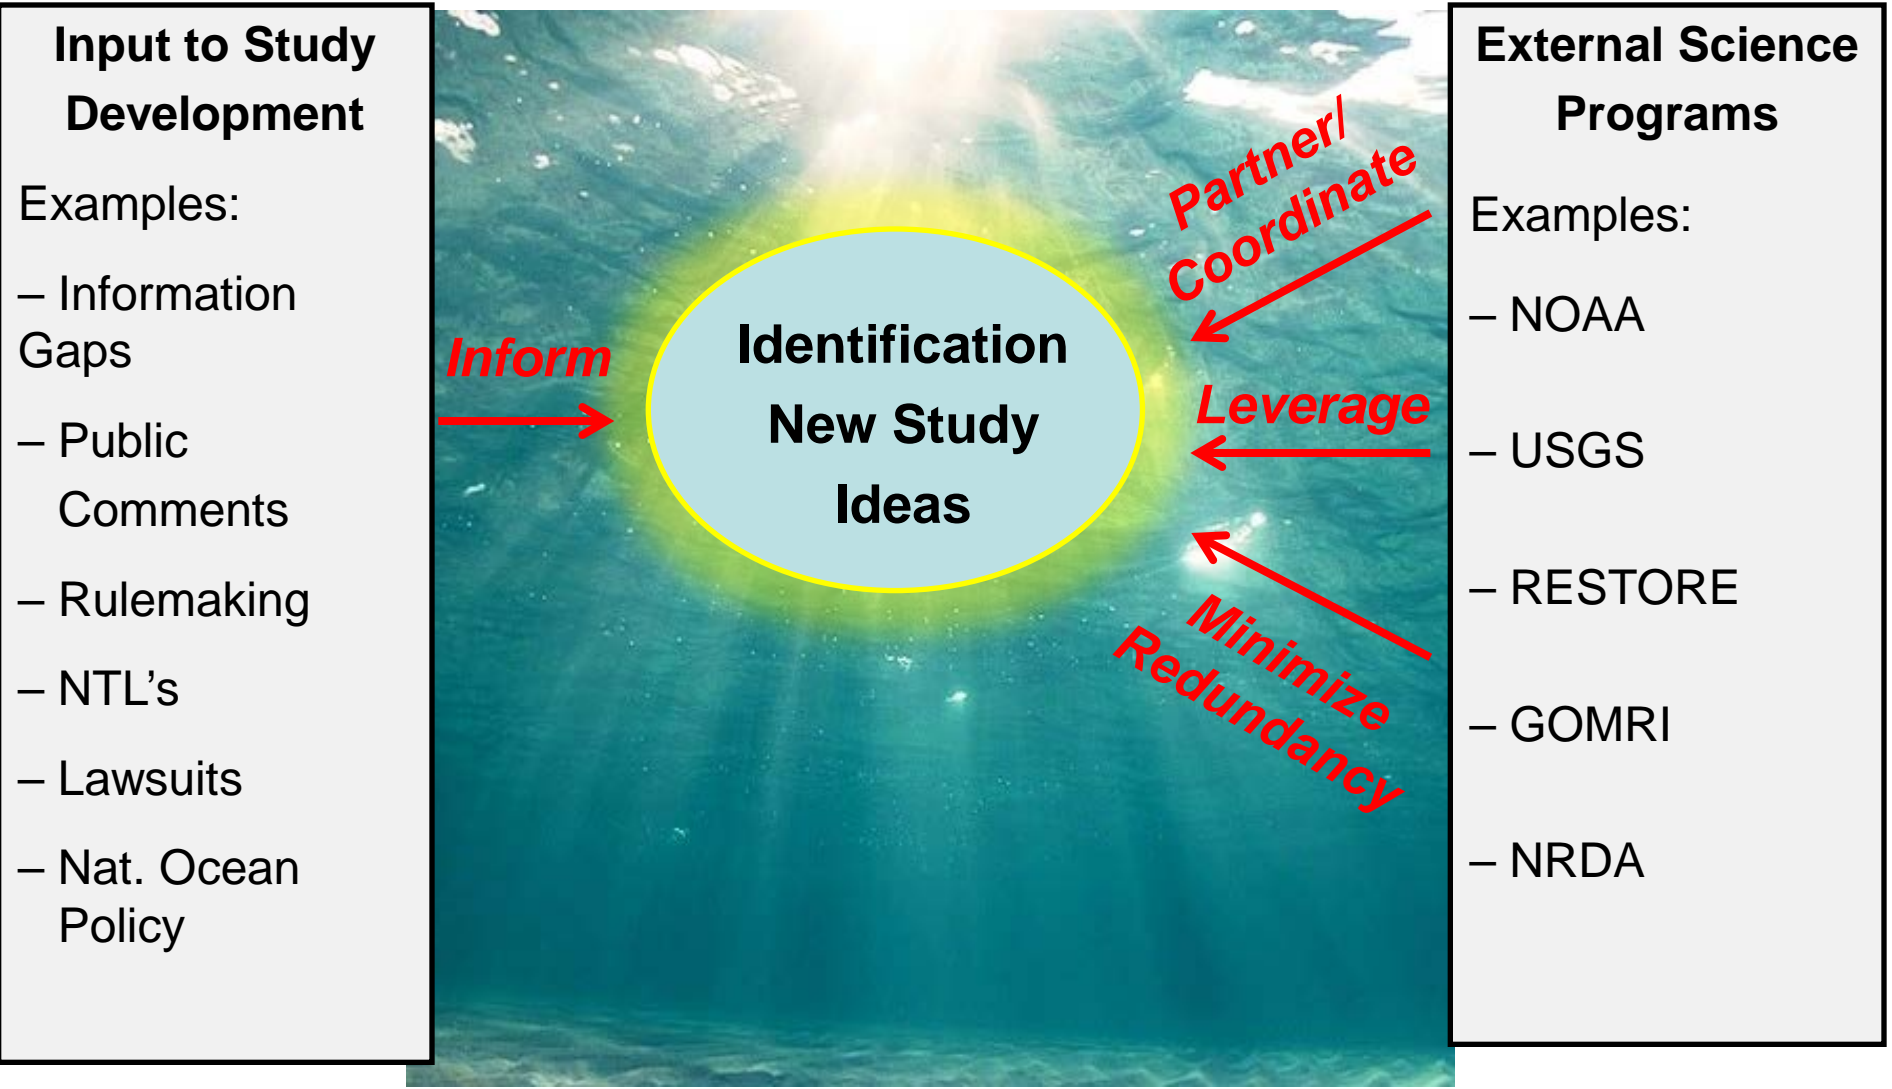 Input to Study
Development
Examples:
– Information
Gaps
– Public
Comments
– Rulemaking
– NTL’s
– Lawsuits
– Nat. Ocean
Policy
Inform
Identification
New Study
Ideas
Partner/
Coordinate
Leverage
Minimize
Redundancy
External Science
Programs
Examples:
– NOAA
– USGS
– RESTORE
– GOMRI
– NRDA